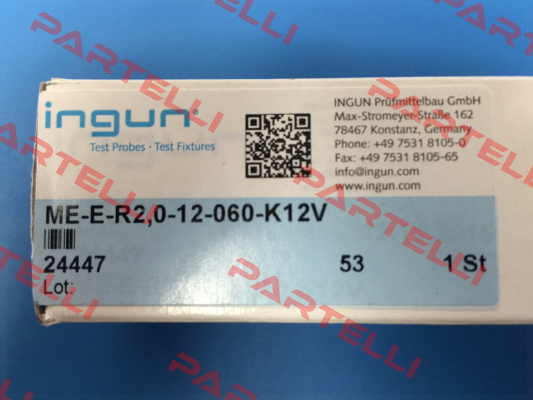 ingun
Test Probes · Test Fixtures
INGUN Prüfmittelbau GmbH
Max-Stromeyer-Straße 162
78467 Konstanz, Germany
Phone: +49 7531 8105-0
Fax: +49 7531 8105-65
info@ingun.com
www.ingun.com
ME-E-R2,0-12-060-K12V
24447 53 1 St
Lot:
PARTELLI
PARTELLI
PARTELLI
PARTELLI
PARTELLI
PARTELLI